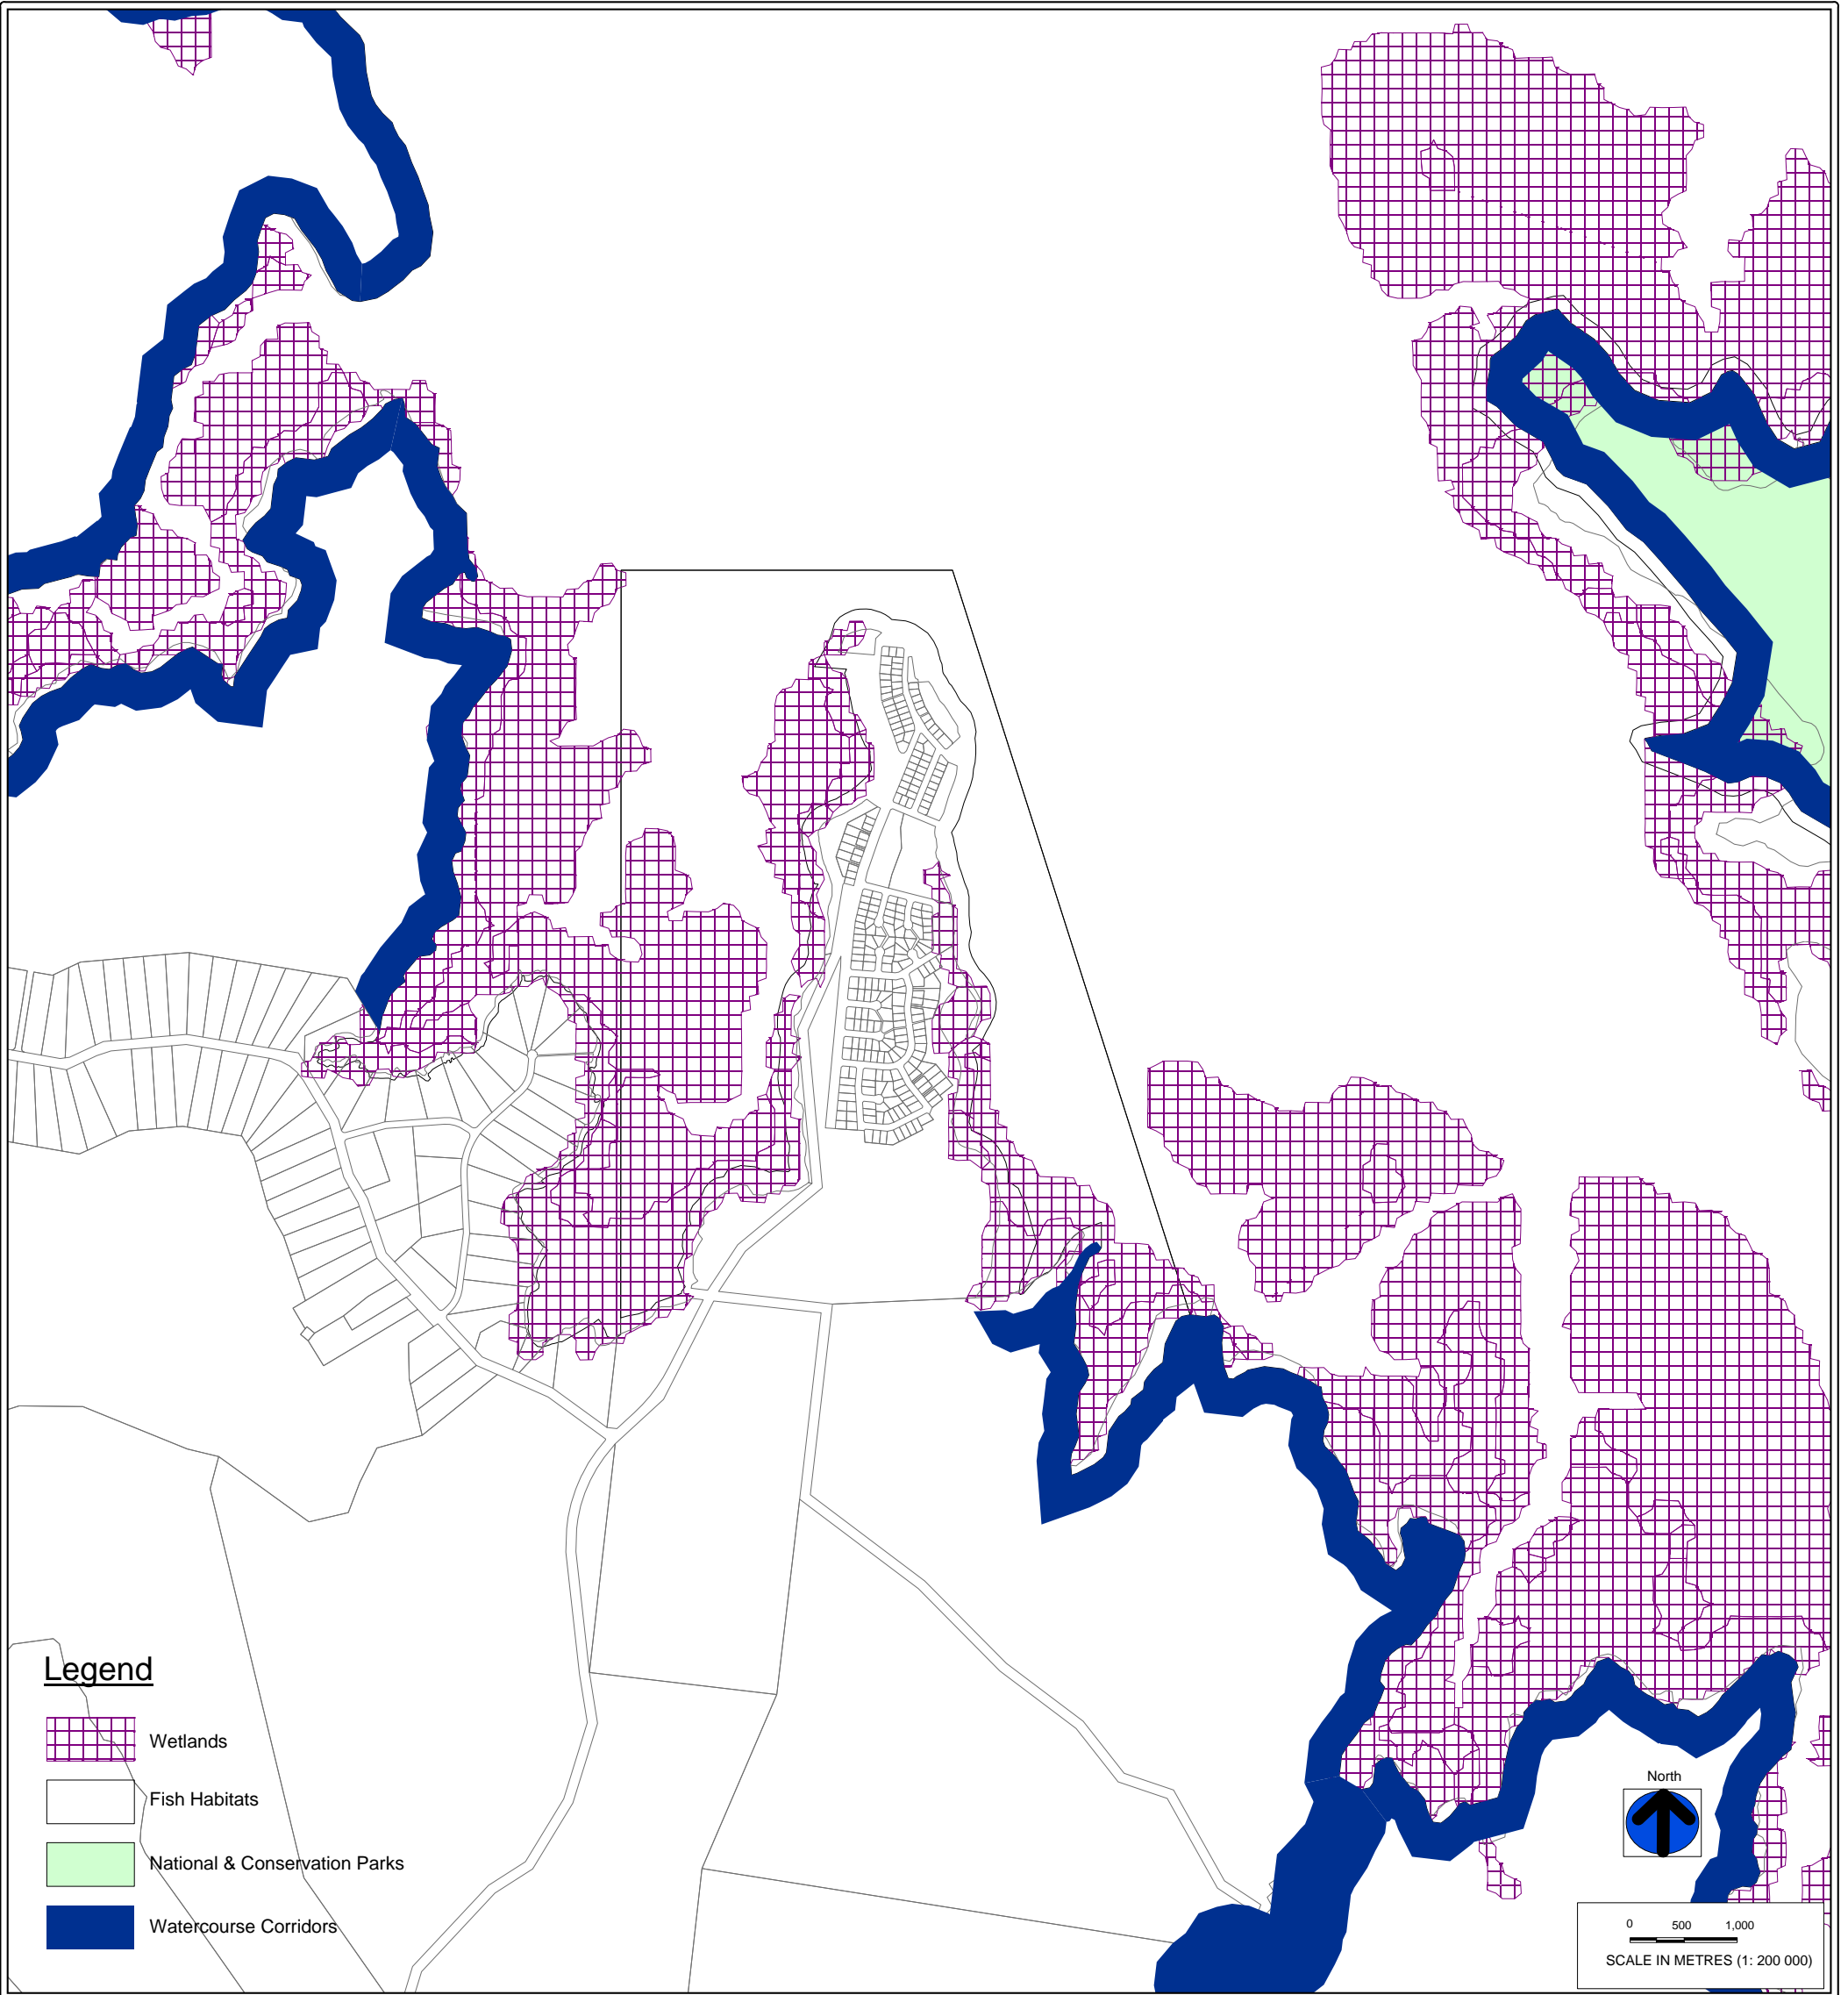 Legend
Wetlands
Fish Habitats
National & Conservation Parks
Watercourse Corridors
North
0 500 1,000
SCALE IN METRES (1: 200 000)